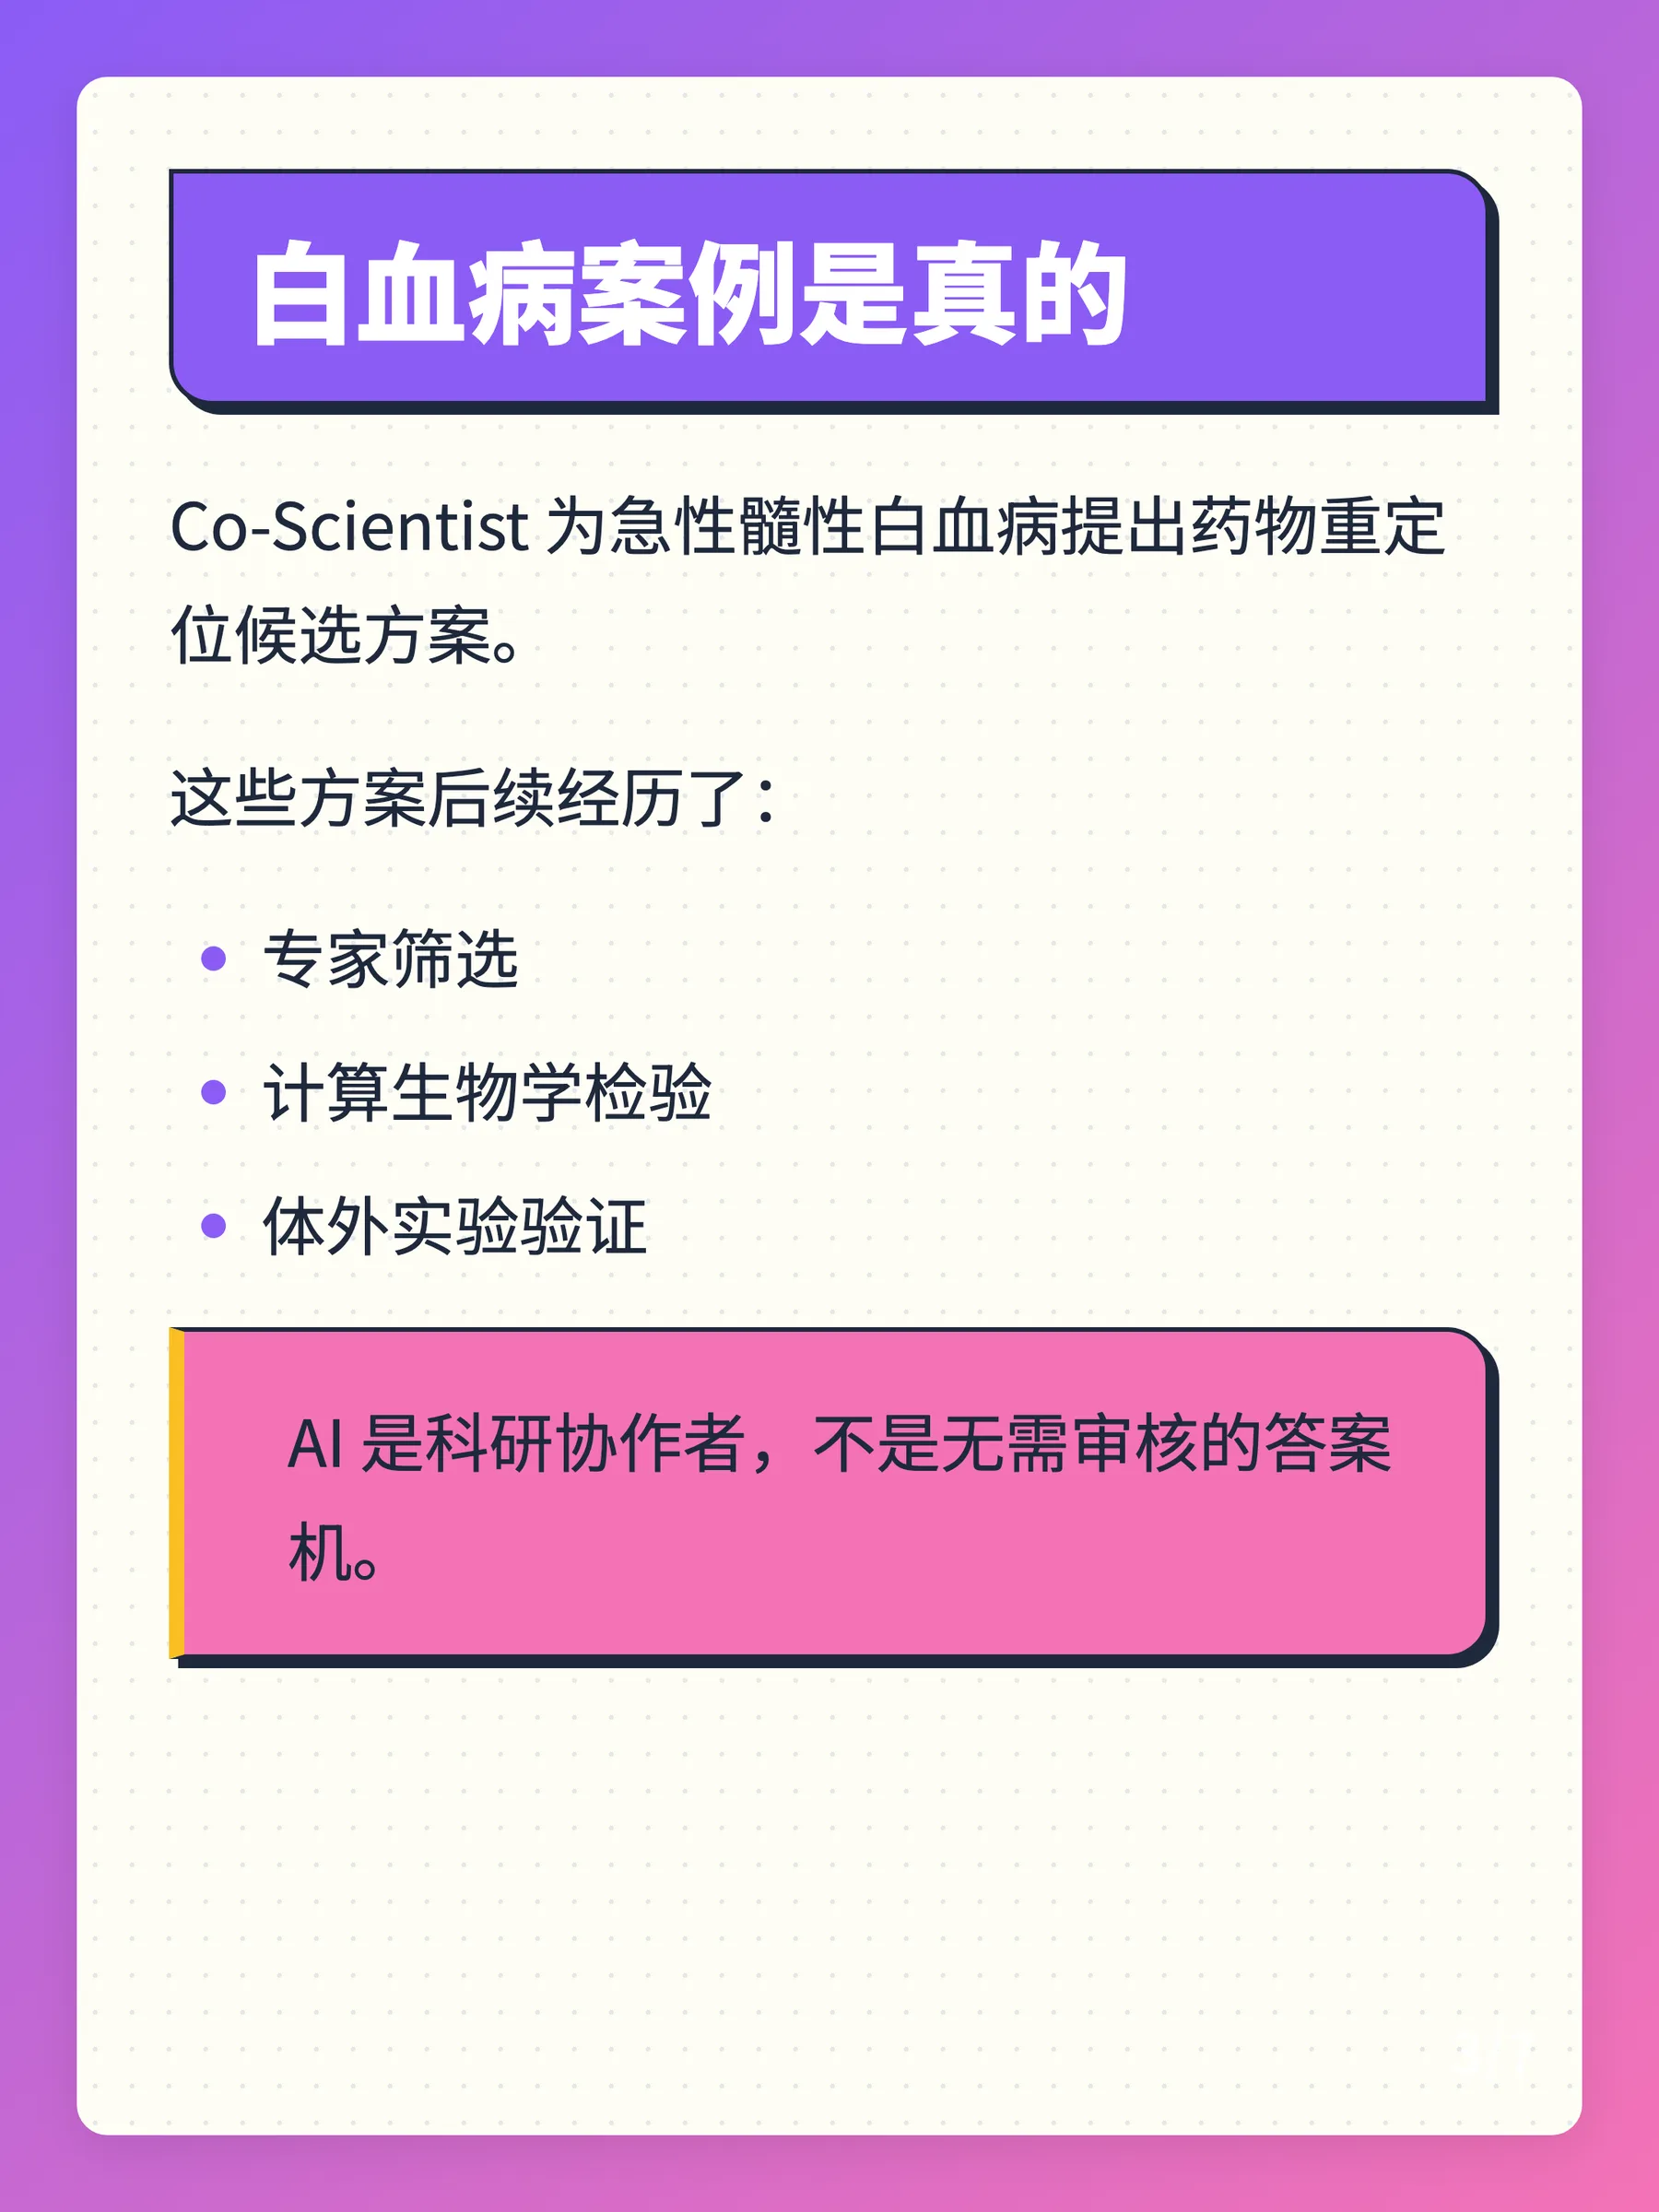 白血病案例是真的
Co-Scientist 为急性髓性白血病提出药物重定
位候选方案。
这些方案后续经历了：
专家筛选
计算生物学检验
体外实验验证
AI 是科研协作者，不是无需审核的答案
机。